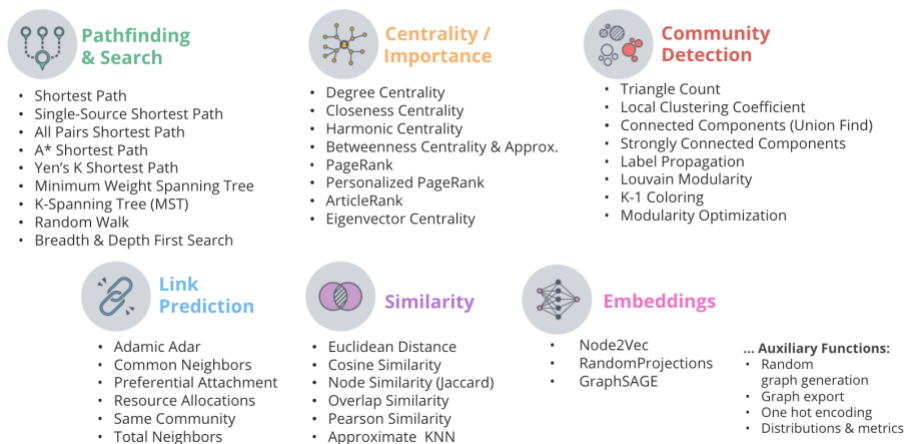 Pathfinding
& Search
• Shortest Path
• Single-Source Shortest Path
• All Pairs Shortest Path
• A* Shortest Path
• Yen's K Shortest Path
• Minimum Weight Spanning Tree
• K-Spanning Tree (MST)
• Random Walk
• Breadth & Depth First Search
Centrality /
Importance
• Degree Centrality
• Closeness Centrality
• Harmonic Centrality
• Betweenness Centrality & Approx.
• PageRank
• Personalized PageRank
• ArticleRank
• Eigenvector Centrality
Community
Detection
• Triangle Count
• Local Clustering Coefficient
• Connected Components (Union Find)
• Strongly Connected Components
• Label Propagation
• Louvain Modularity
• K-1 Coloring
• Modularity Optimization
Link
Prediction
• Adamic Adar
• Common Neighbors
• Preferential Attachment
• Resource Allocations
• Same Community
• Total Neighbors
Similarity
• Euclidean Distance
• Cosine Similarity
• Node Similarity (Jaccard)
• Overlap Similarity
• Pearson Similarity
• Approximate KNN
Embeddings
• Node2Vec
• RandomProjections
• GraphSAGE
... Auxiliary Functions:
• Random
graph generation
• Graph export
• One hot encoding
• Distributions & metrics